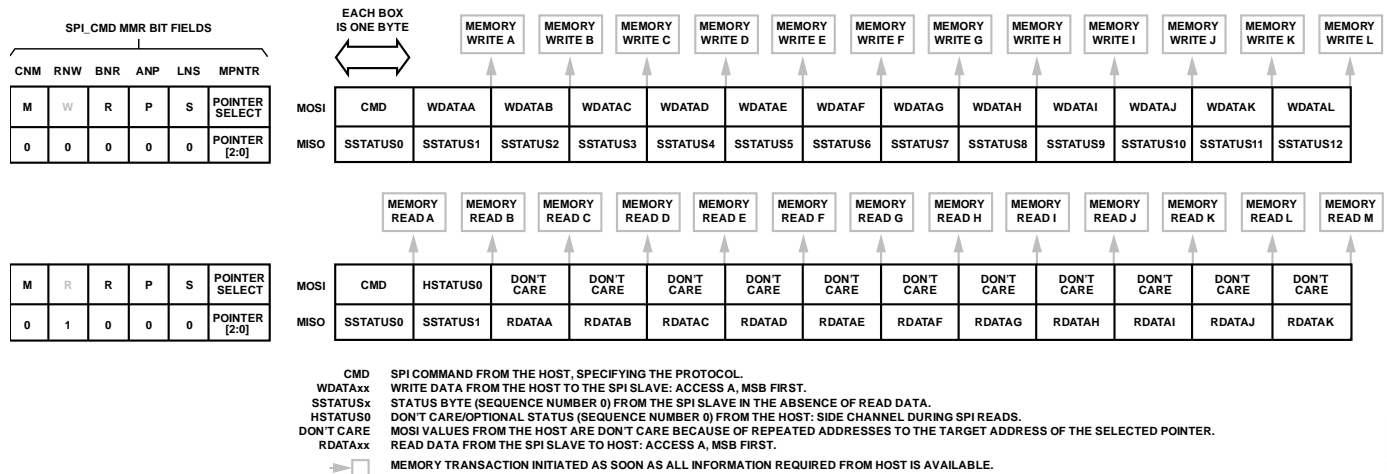 SPI_CMD MMR BIT FIELDS
CNM RNW BNR ANP LNS MPNTR
M W R P S POINTER SELECT
0 0 0 0 0 POINTER [2:0]
EACH BOX
IS ONE BYTE
MEMORY WRITE A MEMORY WRITE B MEMORY WRITE C MEMORY WRITE D MEMORY WRITE E MEMORY WRITE F MEMORY WRITE G MEMORY WRITE H MEMORY WRITE I MEMORY WRITE J MEMORY WRITE K MEMORY WRITE L
MOSI CMD WDATAA WDATAB WDATAC WDATAD WDATAE WDATAF WDATAG WDATAH WDATAI WDATAJ WDATAK WDATAL
MISO SSTATUS0 SSTATUS1 SSTATUS2 SSTATUS3 SSTATUS4 SSTATUS5 SSTATUS6 SSTATUS7 SSTATUS8 SSTATUS9 SSTATUS10 SSTATUS11 SSTATUS12
MEMORY READ A MEMORY READ B MEMORY READ C MEMORY READ D MEMORY READ E MEMORY READ F MEMORY READ G MEMORY READ H MEMORY READ I MEMORY READ J MEMORY READ K MEMORY READ L MEMORY READ M
M R R P S POINTER SELECT
0 1 0 0 0 POINTER [2:0]
MOSI CMD HSTATUS0 DON'T CARE DON'T CARE DON'T CARE DON'T CARE DON'T CARE DON'T CARE DON'T CARE DON'T CARE DON'T CARE DON'T CARE DON'T CARE
MISO SSTATUS0 SSTATUS1 RDATAA RDATAB RDATAC RDATAD RDATAE RDATAF RDATAG RDATAH RDATAI RDATAJ RDATAK
CMD SPI COMMAND FROM THE HOST, SPECIFYING THE PROTOCOL.
WDATAxx WRITE DATA FROM THE HOST TO THE SPI SLAVE: ACCESS A, MSB FIRST.
SSTATUSx STATUS BYTE (SEQUENCE NUMBER 0) FROM THE SPI SLAVE IN THE ABSENCE OF READ DATA.
HSTATUS0 DON'T CARE/OPTIONAL STATUS (SEQUENCE NUMBER 0) FROM THE HOST: SIDE CHANNEL DURING SPI READS.
DON'T CARE MOSI VALUES FROM THE HOST ARE DON'T CARE BECAUSE OF REPEATED ADDRESSES TO THE TARGET ADDRESS OF THE SELECTED POINTER.
RDATAxx READ DATA FROM THE SPI SLAVE TO HOST: ACCESS A, MSB FIRST.
MEMORY TRANSACTION INITIATED AS SOON AS ALL INFORMATION REQUIRED FROM HOST IS AVAILABLE.